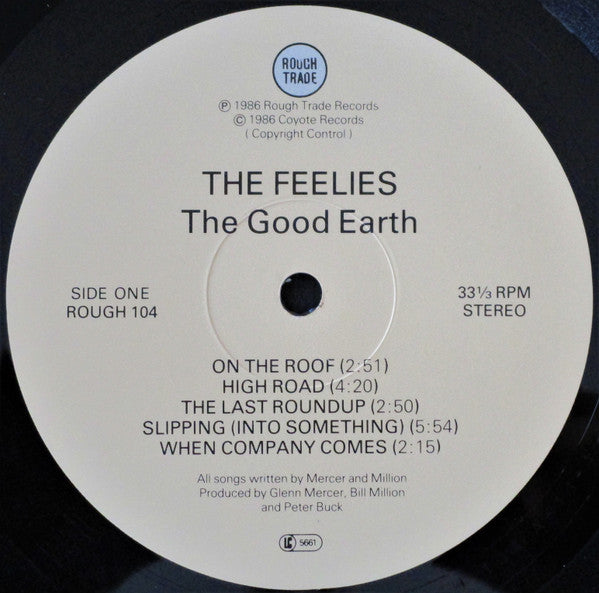 ROUGH
TRADE
Ⓟ 1986 Rough Trade Records
© 1986 Coyote Records
( Copyright Control )
THE FEELIES
The Good Earth
SIDE ONE
ROUGH 104
33⅓ RPM
STEREO
ON THE ROOF (2:51)
HIGH ROAD (4:20)
THE LAST ROUNDUP (2:50)
SLIPPING (INTO SOMETHING) (5:54)
WHEN COMPANY COMES (2:15)
All songs written by Mercer and Million
Produced by Glenn Mercer, Bill Million
and Peter Buck
LC 5661